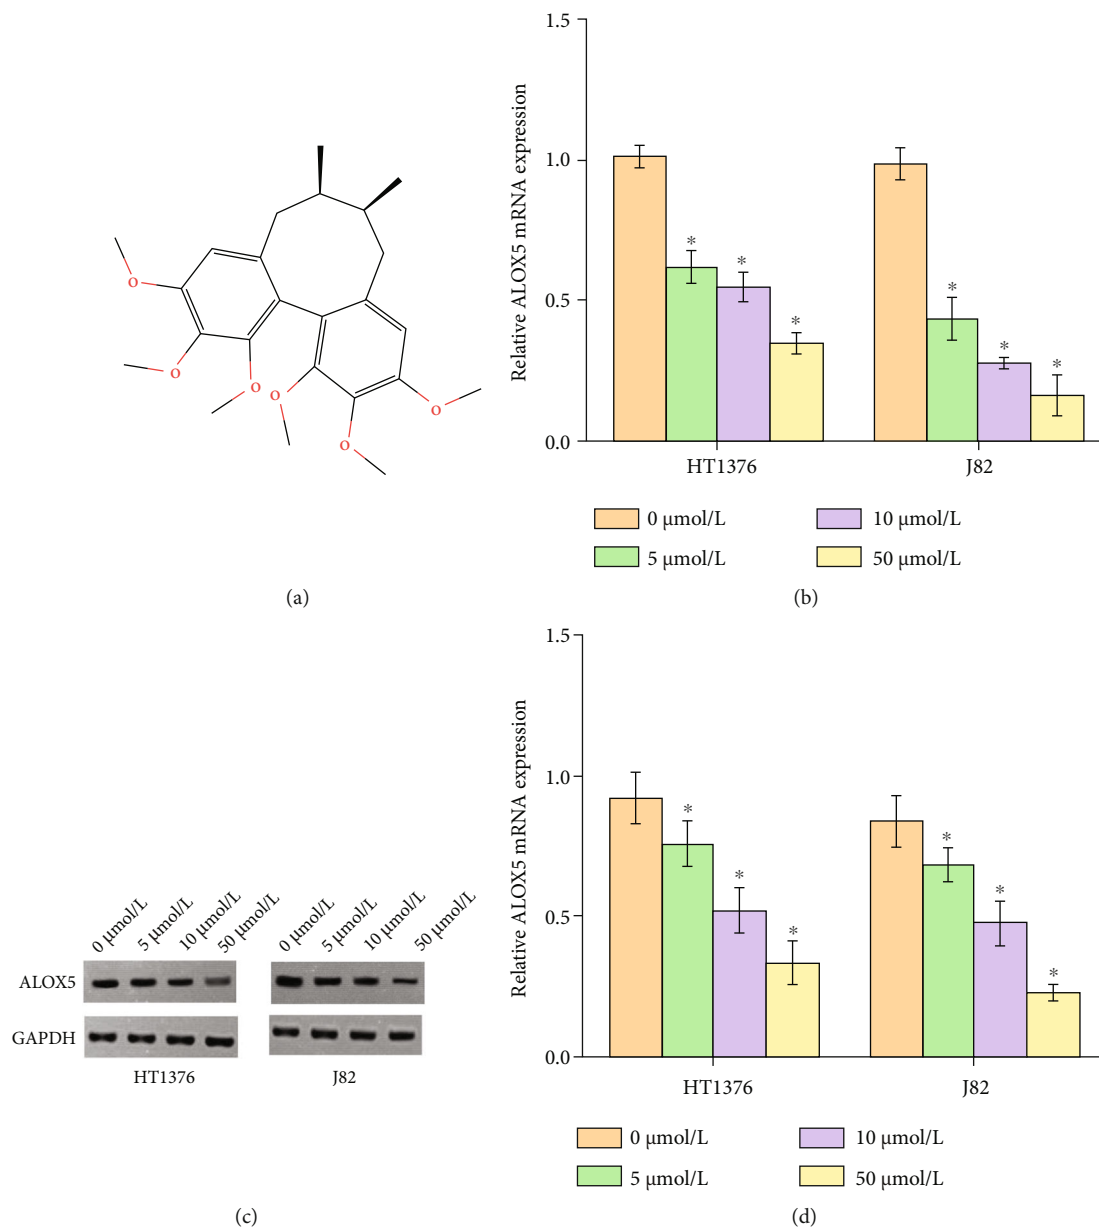 O
O
O
O
O
O
(a)
Relative ALOX5 mRNA expression
1.5
1.0
0.5
0.0
*
*
*
*
*
*
HT1376
J82
0 μmol/L
10 μmol/L
5 μmol/L
50 μmol/L
(b)
0 μmol/L
5 μmol/L
10 μmol/L
50 μmol/L
0 μmol/L
5 μmol/L
10 μmol/L
50 μmol/L
ALOX5
GAPDH
HT1376
J82
(c)
Relative ALOX5 mRNA expression
1.5
1.0
0.5
0.0
*
*
*
*
*
*
HT1376
J82
0 μmol/L
10 μmol/L
5 μmol/L
50 μmol/L
(d)